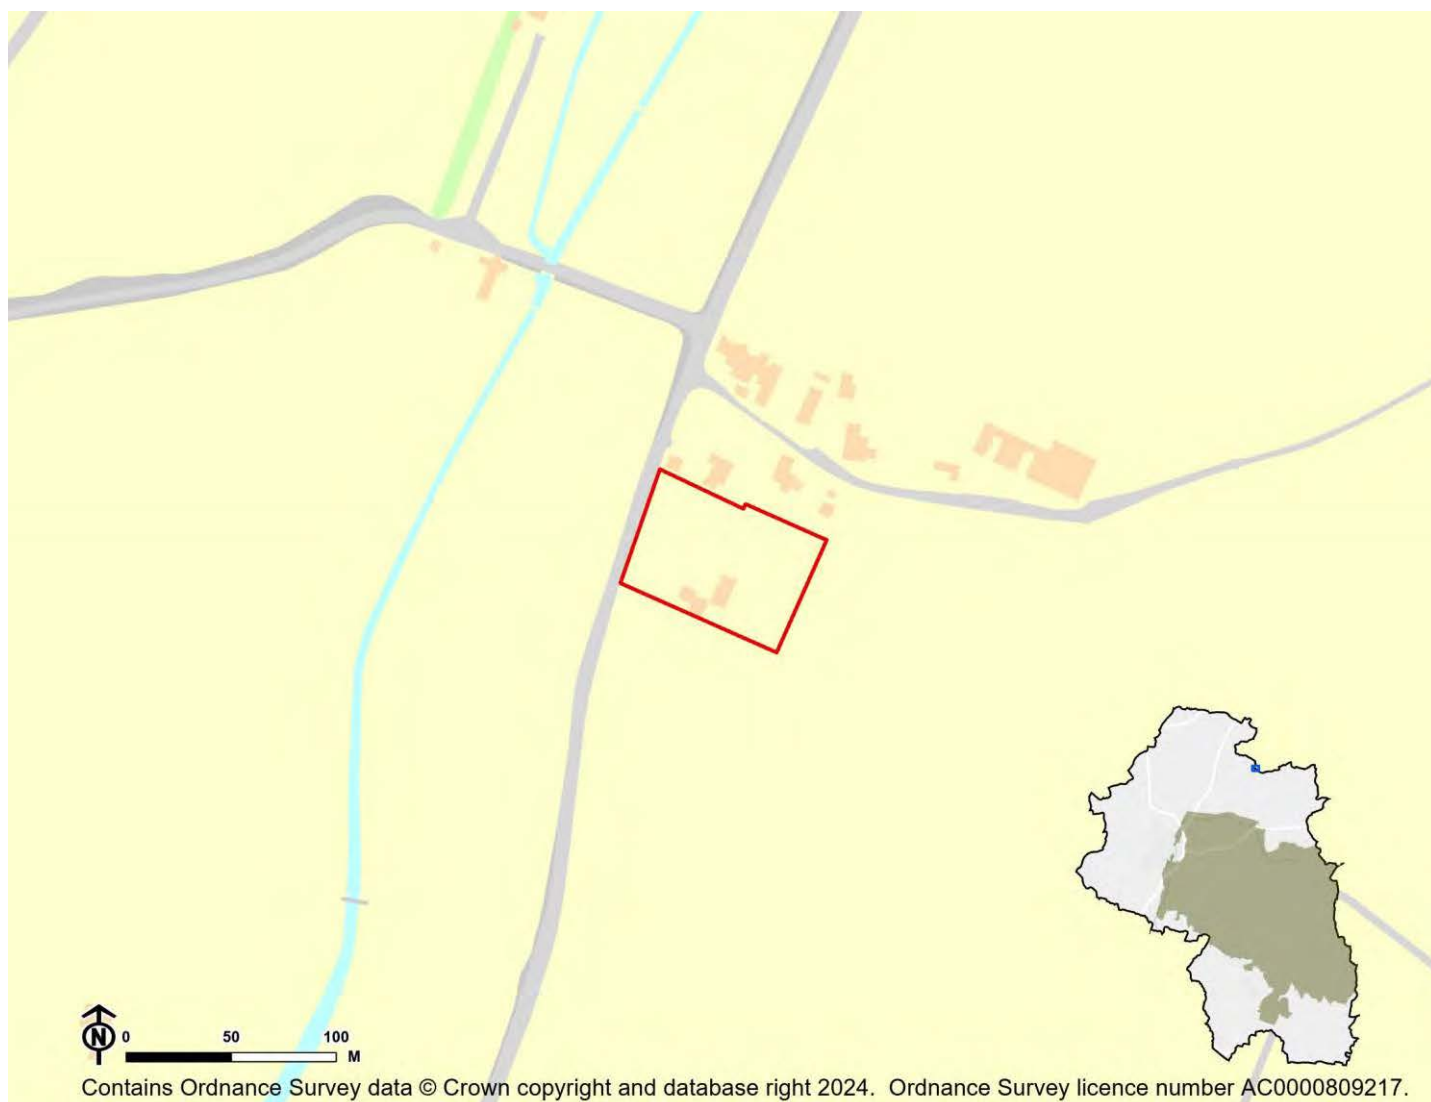 N 0 50 100
M
Contains Ordnance Survey data © Crown copyright and database right 2024. Ordnance Survey licence number AC0000809217.